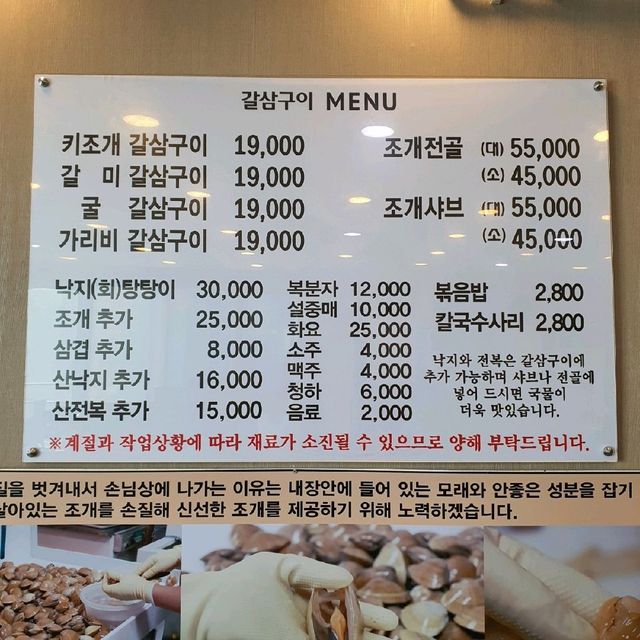 갈삼구이 MENU
키조개 갈삼구이 19,000
갈 미 갈삼구이 19,000
굴 갈삼구이 19,000
가리비 갈삼구이 19,000
조개전골 (대) 55,000
(소) 45,000
조개샤브 (대) 55,000
(소) 45,000
낙지(회)탕탕이 30,000
조개 추가 25,000
삼겹 추가 8,000
산낙지 추가 16,000
산전복 추가 15,000
복분자 12,000
설중매 10,000
화요 25,000
소주 4,000
맥주 4,000
청하 6,000
음료 2,000
볶음밥 2,800
칼국수사리 2,800
낙지와 전복은 갈삼구이에
추가 가능하며 샤브나 전골에
넣어 드시면 국물이
더욱 맛있습니다.
※계절과 작업상황에 따라 재료가 소진될 수 있으므로 양해 부탁드립니다.
벗겨내서 손님상에 나가는 이유는 내장안에 들어 있는 모래와 안좋은 성분을 잡기
조개를 손질해 신선한 조개를 제공하기 위해 노력하겠습니다.